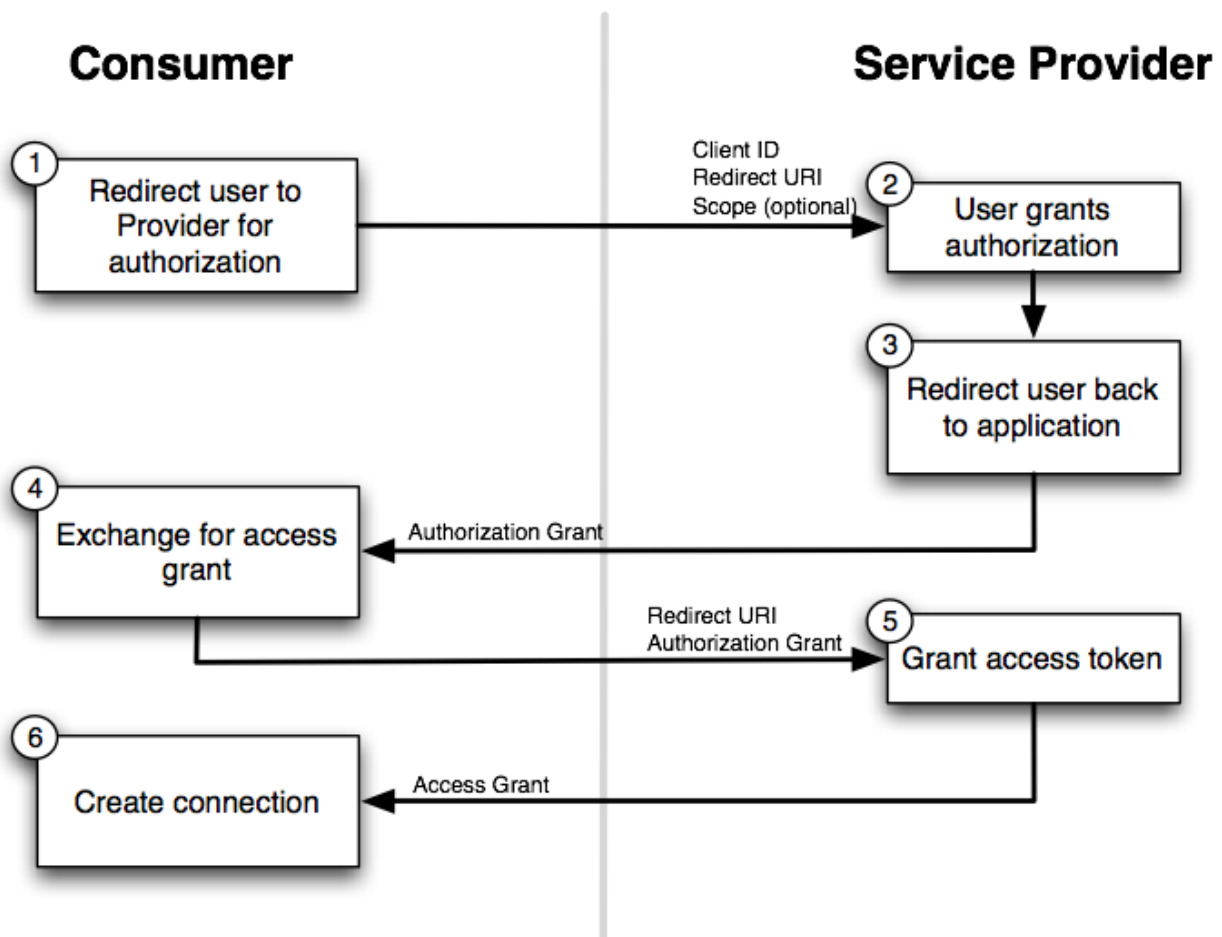 Consumer
Service Provider
1
Redirect user to
Provider for
authorization
Client ID
Redirect URI
Scope (optional)
2
User grants
authorization
3
Redirect user back
to application
4
Exchange for access
grant
Authorization Grant
Redirect URI
Authorization Grant
5
Grant access token
6
Create connection
Access Grant